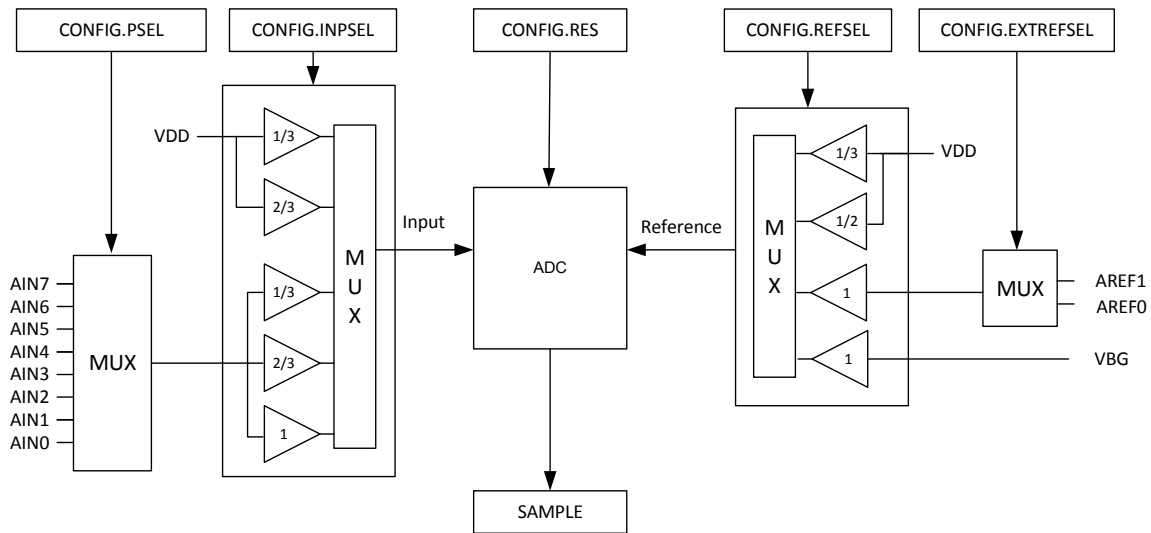 CONFIG.PSEL
CONFIG.INPSEL
CONFIG.RES
CONFIG.REFSEL
CONFIG.EXTREFSEL
VDD
1/3
2/3
1/3
2/3
1
MUX
Input
AIN7
AIN6
AIN5
AIN4
AIN3
AIN2
AIN1
AIN0
MUX
ADC
Reference
MUX
1/3
1/2
1
1
VDD
MUX
AREF1
AREF0
VBG
SAMPLE